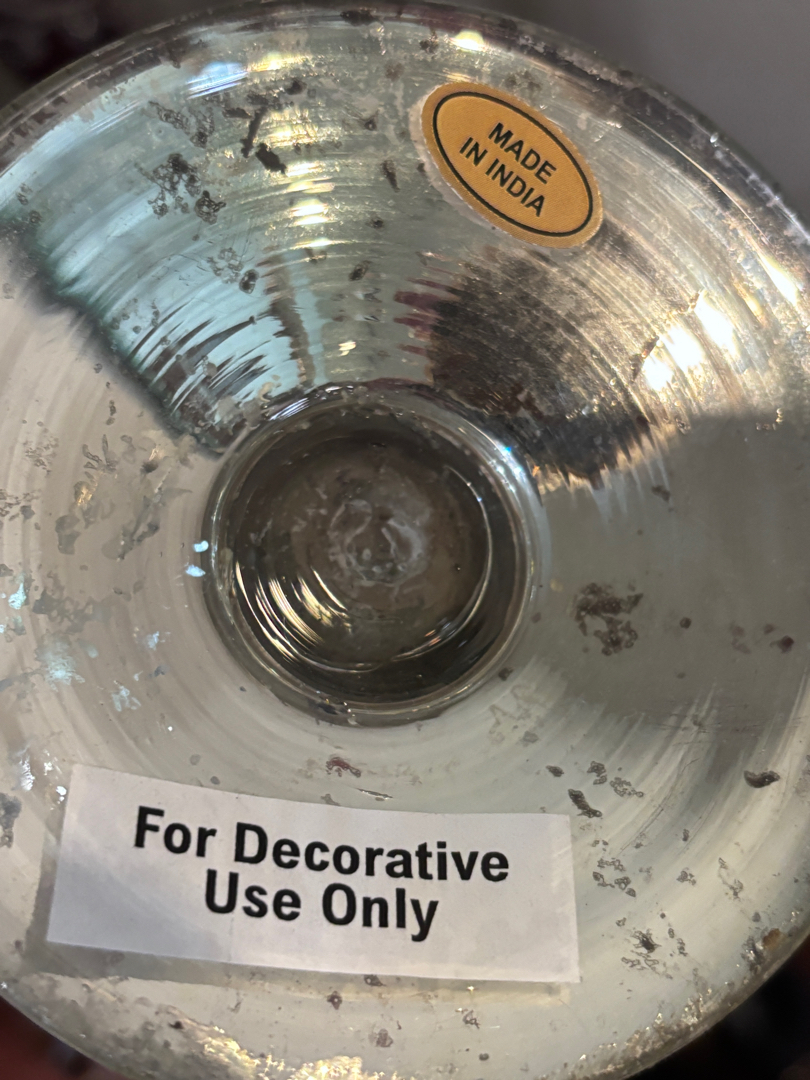 MADE
IN INDIA
For Decorative
Use Only